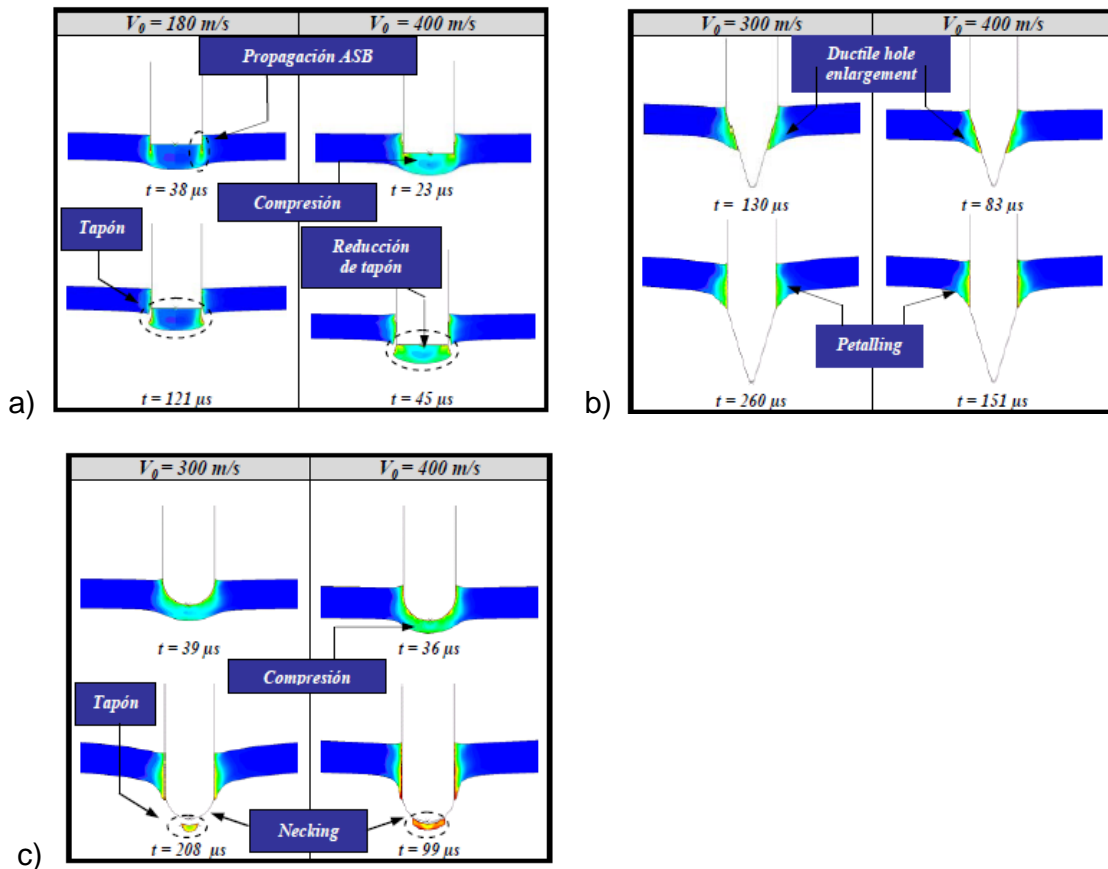 V₀ = 180 m/s
V₀ = 400 m/s
Propagación ASB
t = 38 μs
t = 23 μs
Compresión
Tapón
Reducción
de tapón
t = 121 μs
t = 45 μs
a)
V₀ = 300 m/s
V₀ = 400 m/s
Ductile hole
enlargement
t = 130 μs
t = 83 μs
Petalling
t = 260 μs
t = 151 μs
b)
V₀ = 300 m/s
V₀ = 400 m/s
t = 39 μs
t = 36 μs
Compresión
Tapón
Necking
t = 208 μs
t = 99 μs
c)